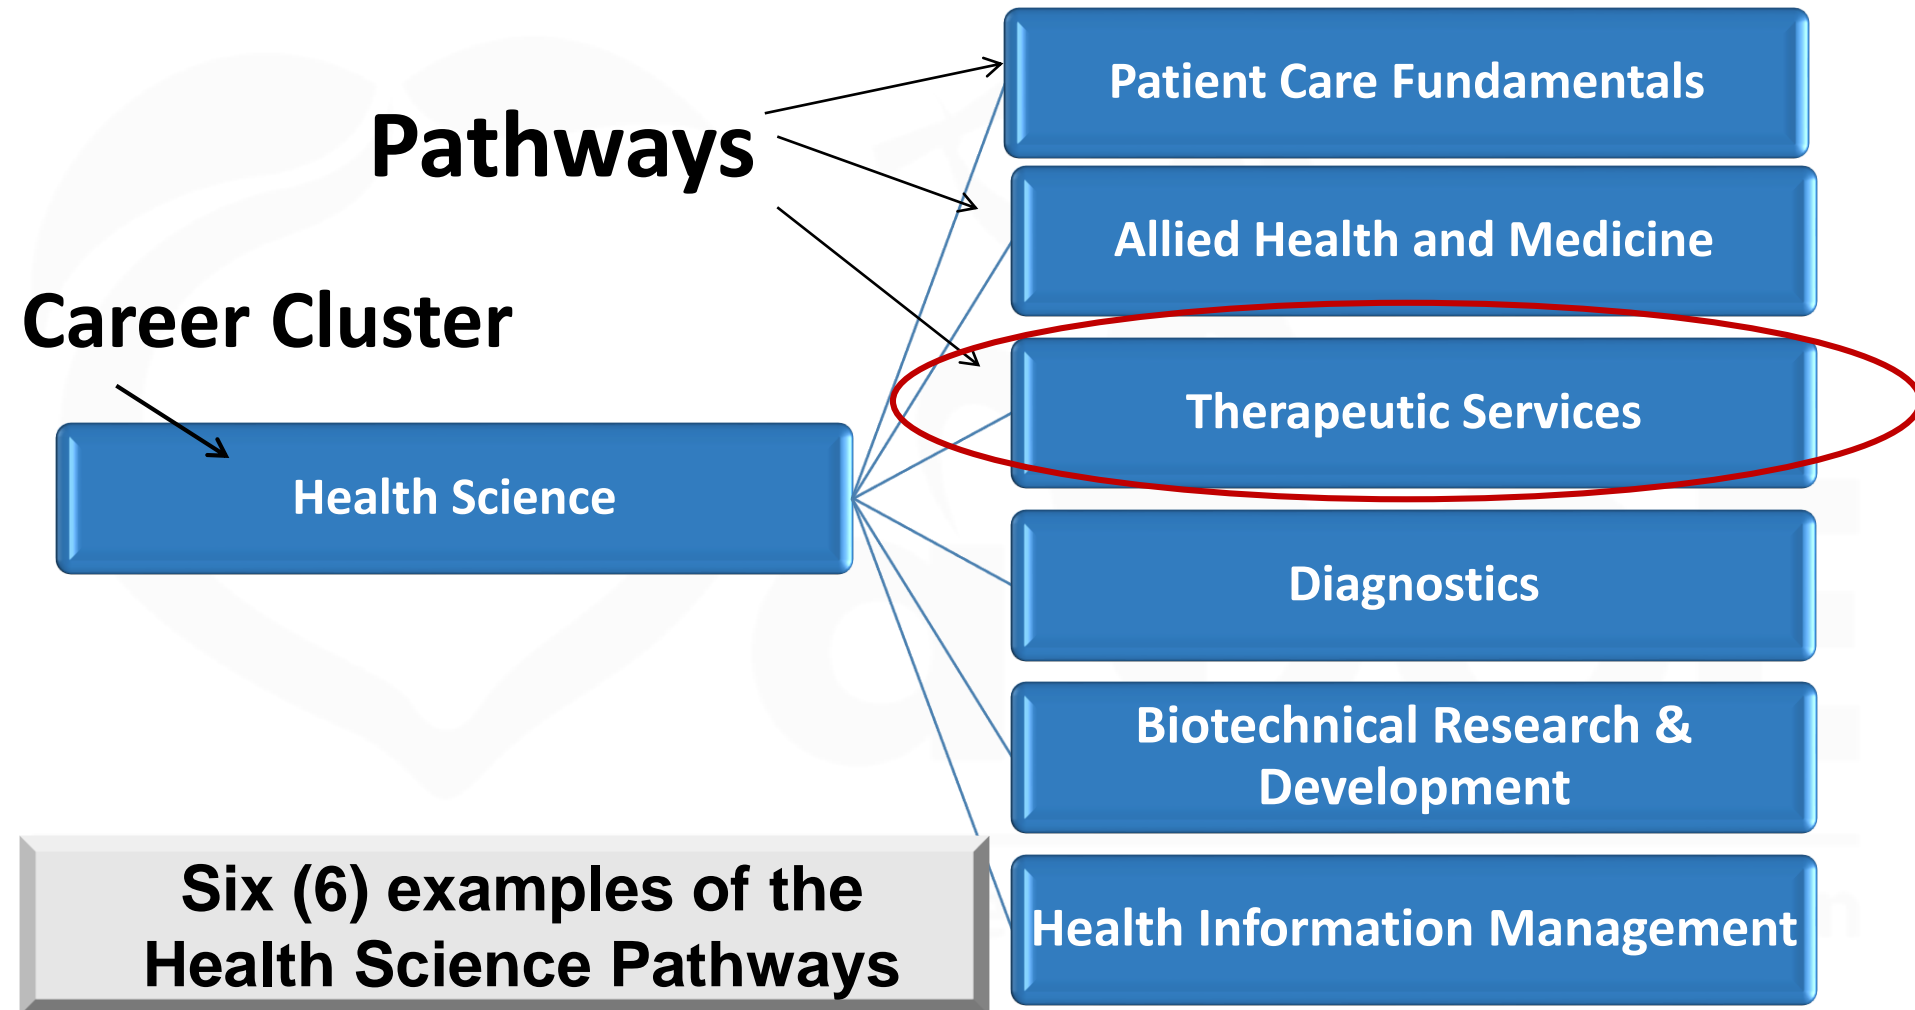 Pathways
Career Cluster
Health Science
Patient Care Fundamentals
Allied Health and Medicine
Therapeutic Services
Diagnostics
Biotechnical Research &
Development
Health Information Management
Six (6) examples of the
Health Science Pathways